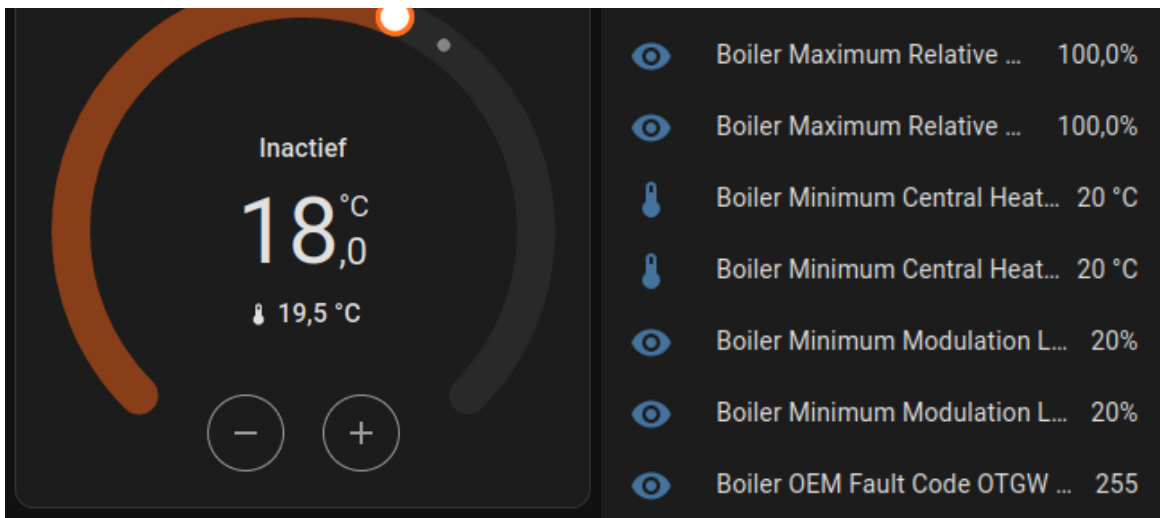 Inactief
18,0 °C
19,5 °C
Boiler Maximum Relative ... 100,0%
Boiler Maximum Relative ... 100,0%
Boiler Minimum Central Heat... 20 °C
Boiler Minimum Central Heat... 20 °C
Boiler Minimum Modulation L... 20%
Boiler Minimum Modulation L... 20%
Boiler OEM Fault Code OTGW ... 255